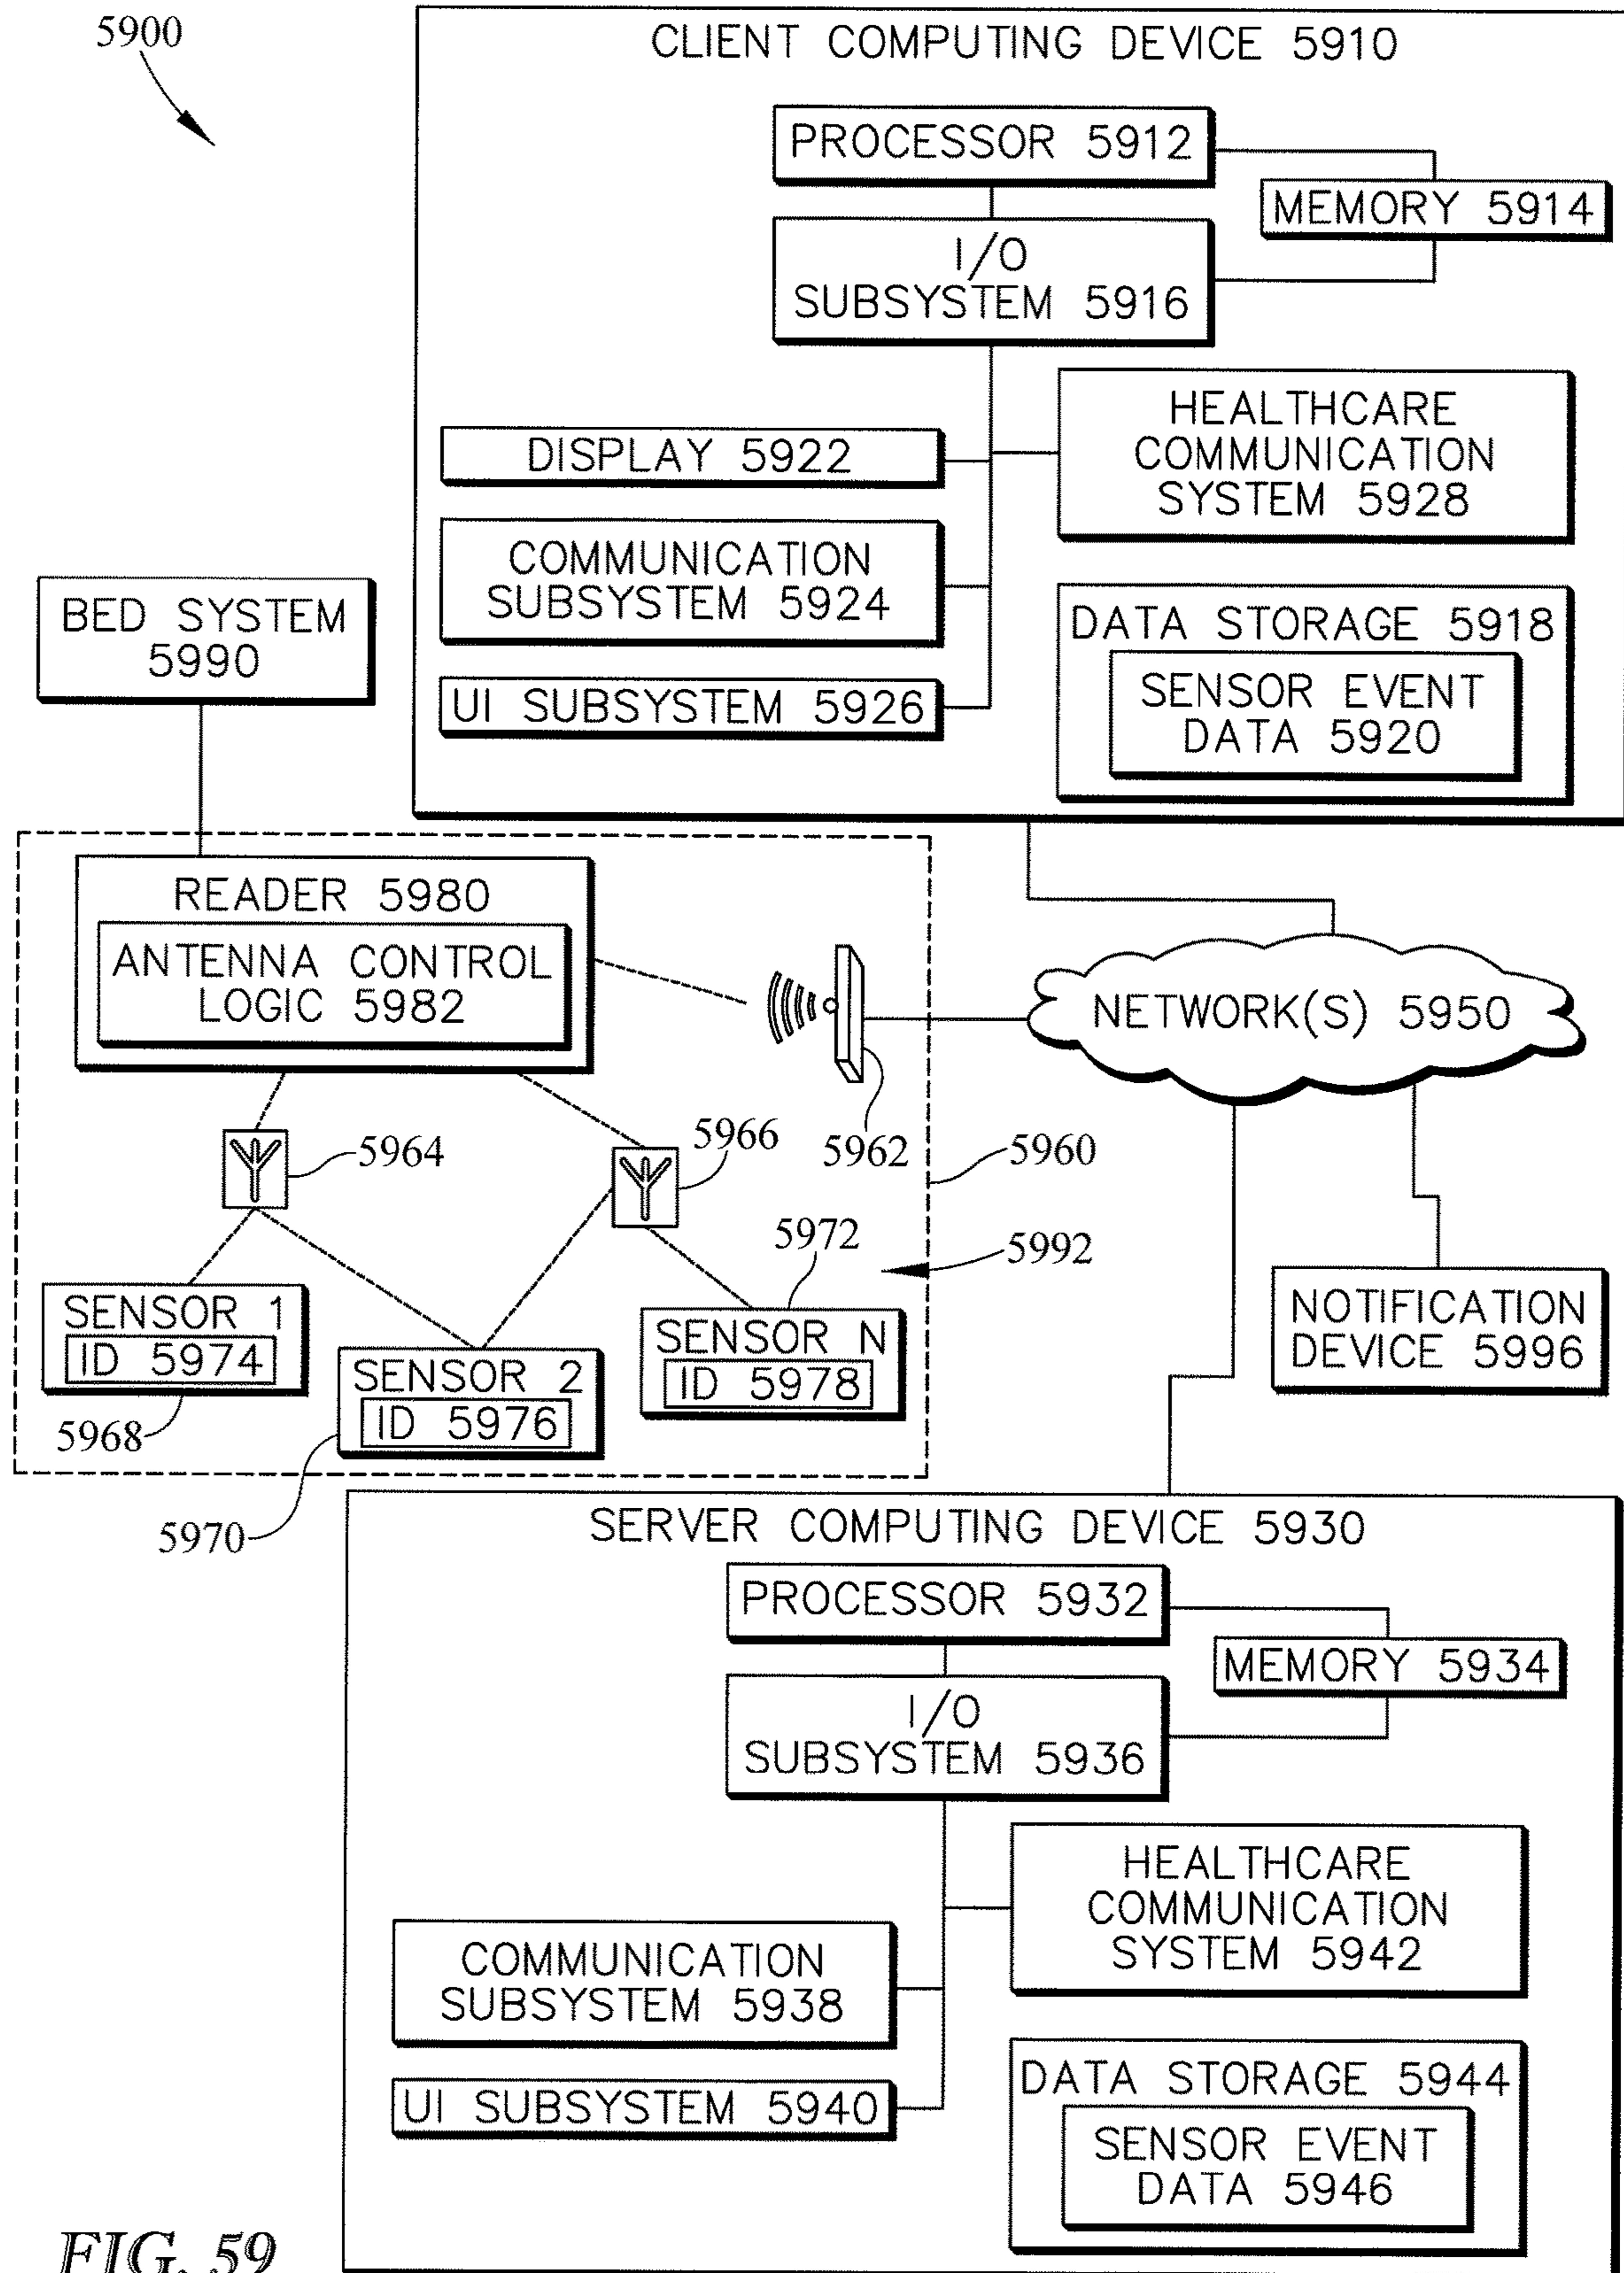 5900
CLIENT COMPUTING DEVICE 5910
PROCESSOR 5912
MEMORY 5914
I/O
SUBSYSTEM 5916
HEALTHCARE
COMMUNICATION
SYSTEM 5928
DISPLAY 5922
COMMUNICATION
SUBSYSTEM 5924
UI SUBSYSTEM 5926
DATA STORAGE 5918
SENSOR EVENT
DATA 5920
BED SYSTEM
5990
READER 5980
ANTENNA CONTROL
LOGIC 5982
NETWORK(S) 5950
5964
5966
5962
5960
5972
5992
SENSOR 1
ID 5974
5968
SENSOR 2
ID 5976
5970
SENSOR N
ID 5978
NOTIFICATION
DEVICE 5996
SERVER COMPUTING DEVICE 5930
PROCESSOR 5932
MEMORY 5934
I/O
SUBSYSTEM 5936
HEALTHCARE
COMMUNICATION
SYSTEM 5942
COMMUNICATION
SUBSYSTEM 5938
UI SUBSYSTEM 5940
DATA STORAGE 5944
SENSOR EVENT
DATA 5946
FIG. 59